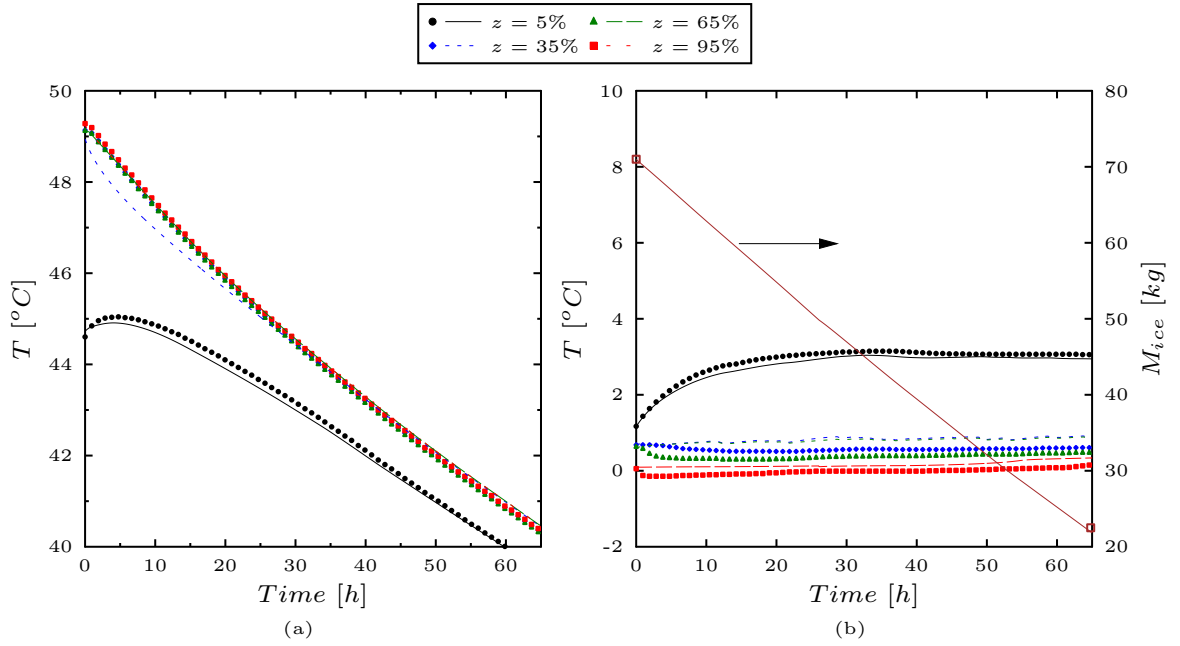 z = 5% z = 65%
z = 35% z = 95%
50
48
46
44
42
40
T [°C]
0 10 20 30 40 50 60
Time [h]
(a)
10
8
6
4
2
0
-2
T [°C]
80
70
60
50
40
30
20
M_ice [kg]
0 10 20 30 40 50 60
Time [h]
(b)